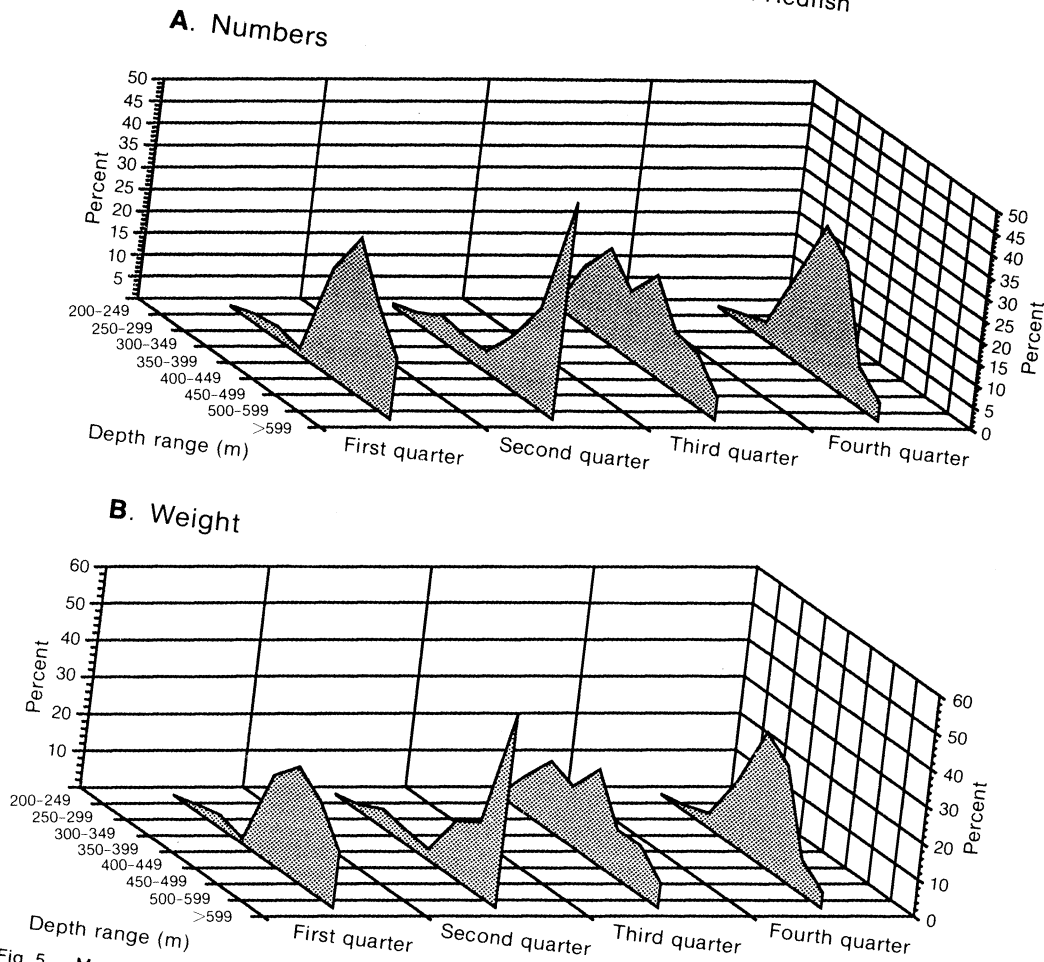 Redfish
A. Numbers
50
45
40
35
30
25
20
15
10
5
Percent
200-249
250-299
300-349
350-399
400-449
450-499
500-599
>599
Depth range (m)
First quarter
Second quarter
Third quarter
Fourth quarter
50
45
40
35
30
25
20
15
10
5
0
Percent
B. Weight
60
50
40
30
20
10
Percent
200-249
250-299
300-349
350-399
400-449
450-499
500-599
>599
Depth range (m)
First quarter
Second quarter
Third quarter
Fourth quarter
60
50
40
30
20
10
0
Percent
Fig. 5